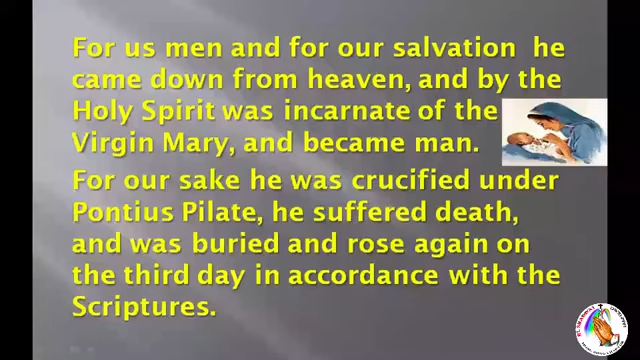 For us men and for our salvation he
came down from heaven, and by the
Holy Spirit was incarnate of the
Virgin Mary, and became man.
For our sake he was crucified under
Pontius Pilate, he suffered death,
and was buried and rose again on
the third day in accordance with the
Scriptures.